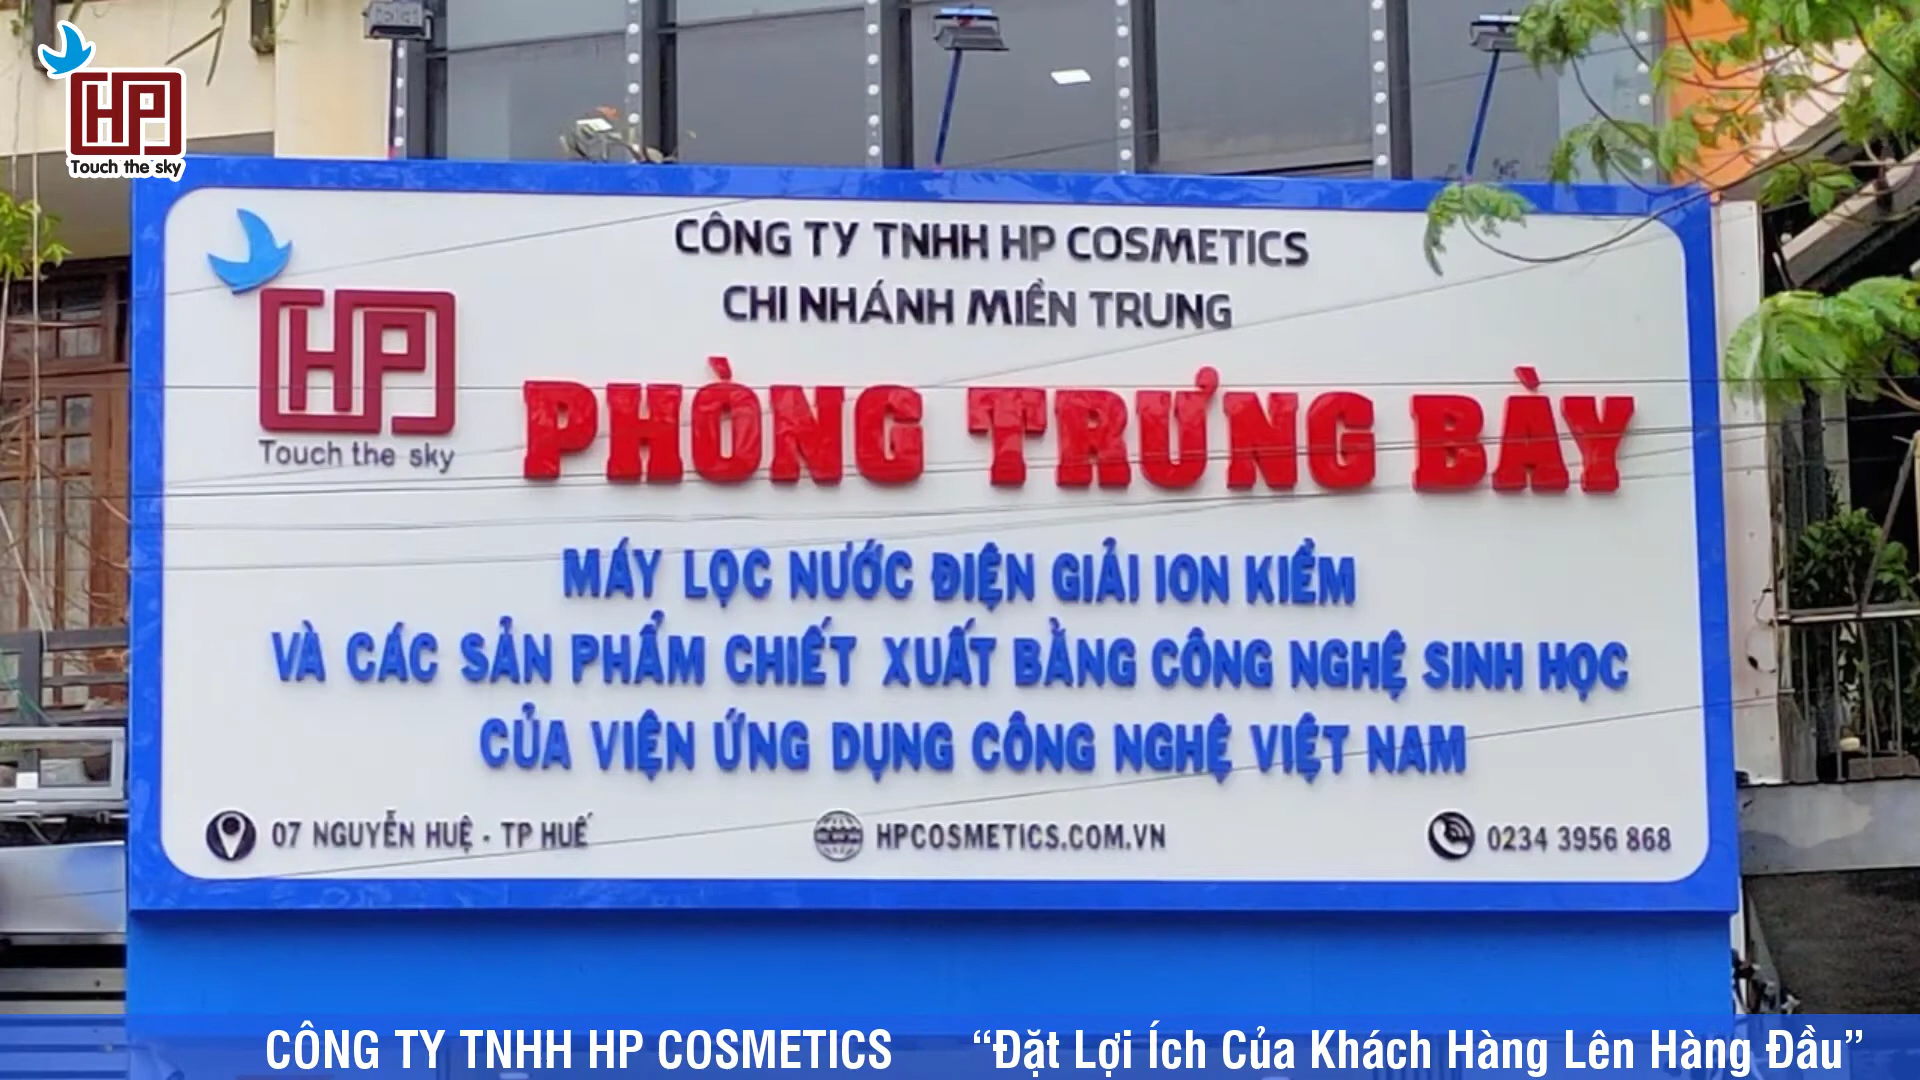 HP
Touch the sky
CÔNG TY TNHH HP COSMETICS
CHI NHÁNH MIỀN TRUNG
HP
Touch the sky
PHÒNG TRƯNG BÀY
MÁY LỌC NƯỚC ĐIỆN GIẢI ION KIỀM
VÀ CÁC SẢN PHẨM CHIẾT XUẤT BẰNG CÔNG NGHỆ SINH HỌC
CỦA VIỆN ỨNG DỤNG CÔNG NGHỆ VIỆT NAM
07 NGUYỄN HUỆ - TP HUẾ
HPCOSMETICS.COM.VN
0234 3956 868
CÔNG TY TNHH HP COSMETICS “Đặt Lợi Ích Của Khách Hàng Lên Hàng Đầu”